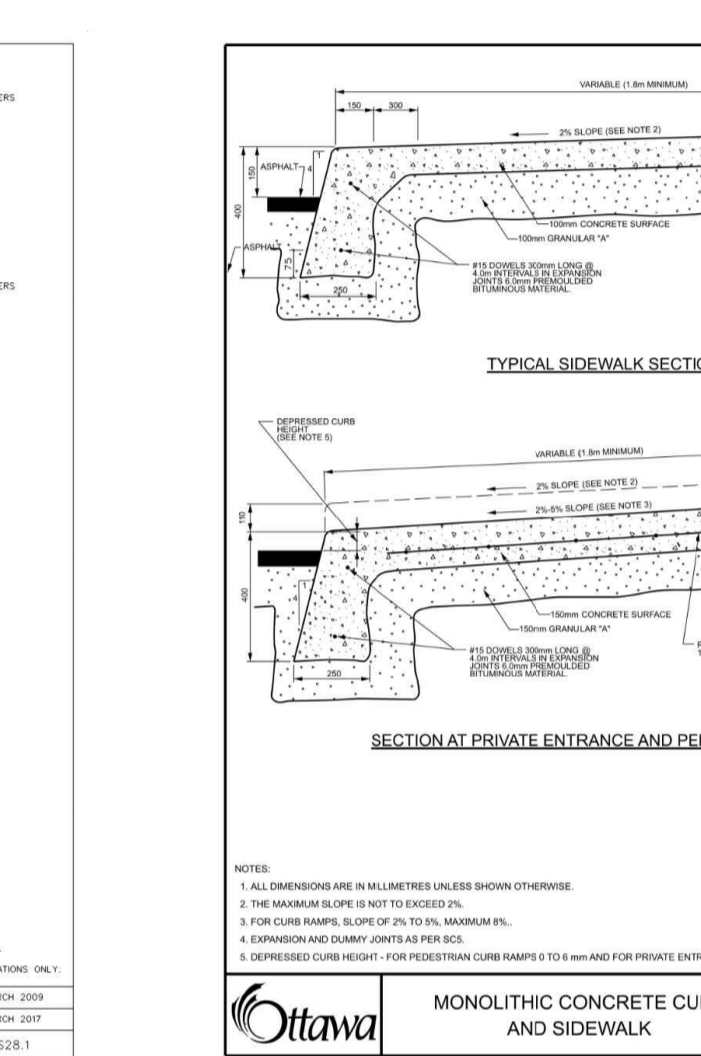 ERS
ERS
ATIONS ONLY.
RCH 2009
RCH 2017
S28.1
VARIABLE (1.8m MINIMUM)
150
300
2% SLOPE (SEE NOTE 2)
ASPHALT
1
4
150
400
ASPHALT
75
250
100mm CONCRETE SURFACE
100mm GRANULAR "A"
#15 DOWELS 300mm LONG @
4.0m INTERVALS IN EXPANSION
JOINTS 6.0mm PREMOULDED
BITUMINOUS MATERIAL.
TYPICAL SIDEWALK SECTIO
DEPRESSED CURB
HEIGHT
(SEE NOTE 5)
VARIABLE (1.8m MINIMUM)
2% SLOPE (SEE NOTE 2)
2%-5% SLOPE (SEE NOTE 3)
110
400
1
4
250
150mm CONCRETE SURFACE
150mm GRANULAR "A"
#15 DOWELS 300mm LONG @
4.0m INTERVALS IN EXPANSION
JOINTS 6.0mm PREMOULDED
BITUMINOUS MATERIAL.
SECTION AT PRIVATE ENTRANCE AND PE
NOTES:
1. ALL DIMENSIONS ARE IN MILLIMETRES UNLESS SHOWN OTHERWISE.
2. THE MAXIMUM SLOPE IS NOT TO EXCEED 2%.
3. FOR CURB RAMPS, SLOPE OF 2% TO 5%, MAXIMUM 8%..
4. EXPANSION AND DUMMY JOINTS AS PER SC5.
5. DEPRESSED CURB HEIGHT - FOR PEDESTRIAN CURB RAMPS 0 TO 6 mm AND FOR PRIVATE ENTR
Ottawa
MONOLITHIC CONCRETE CU
AND SIDEWALK